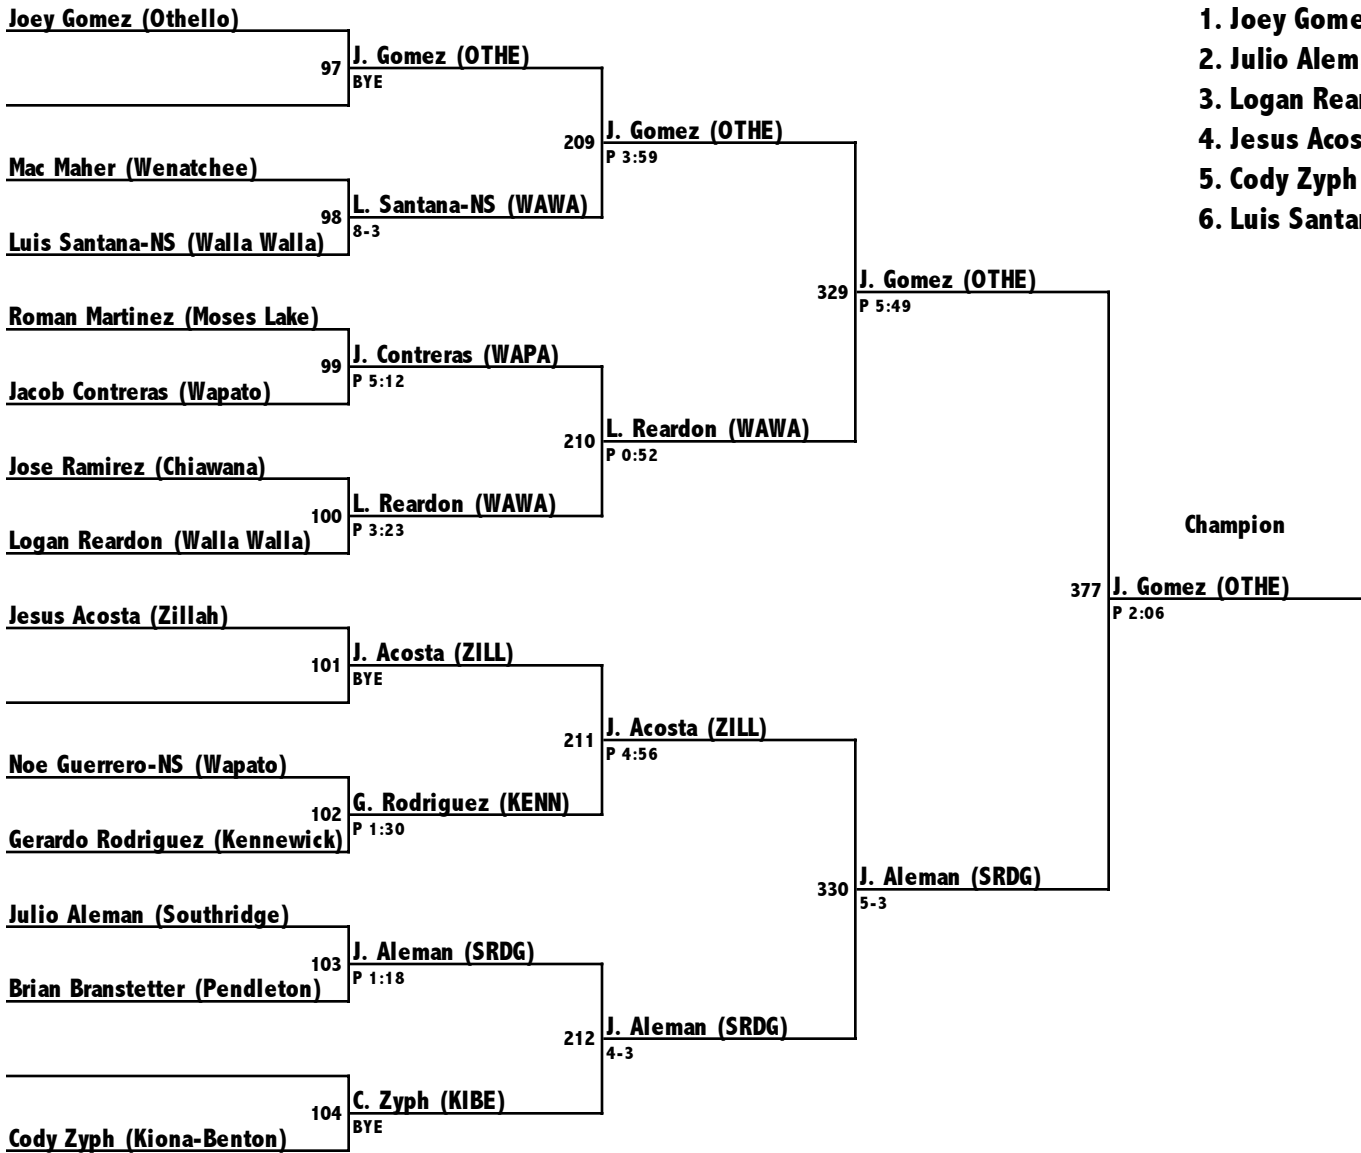 Joey Gomez (Othello)
97
J. Gomez (OTHE)
BYE
209
J. Gomez (OTHE)
P 3:59
Mac Maher (Wenatchee)
98
L. Santana-NS (WAWA)
8-3
Luis Santana-NS (Walla Walla)
329
J. Gomez (OTHE)
P 5:49
Roman Martinez (Moses Lake)
99
J. Contreras (WAPA)
P 5:12
Jacob Contreras (Wapato)
210
L. Reardon (WAWA)
P 0:52
Jose Ramirez (Chiawana)
100
L. Reardon (WAWA)
P 3:23
Logan Reardon (Walla Walla)
Champion
377
J. Gomez (OTHE)
P 2:06
Jesus Acosta (Zillah)
101
J. Acosta (ZILL)
BYE
211
J. Acosta (ZILL)
P 4:56
Noe Guerrero-NS (Wapato)
102
G. Rodriguez (KENN)
P 1:30
Gerardo Rodriguez (Kennewick)
330
J. Aleman (SRDG)
5-3
Julio Aleman (Southridge)
103
J. Aleman (SRDG)
P 1:18
Brian Branstetter (Pendleton)
212
J. Aleman (SRDG)
4-3
104
C. Zyph (KIBE)
BYE
Cody Zyph (Kiona-Benton)
1. Joey
2. Julio
3. Logan
4. Jesus
5. Cody Zyph
6. Luis